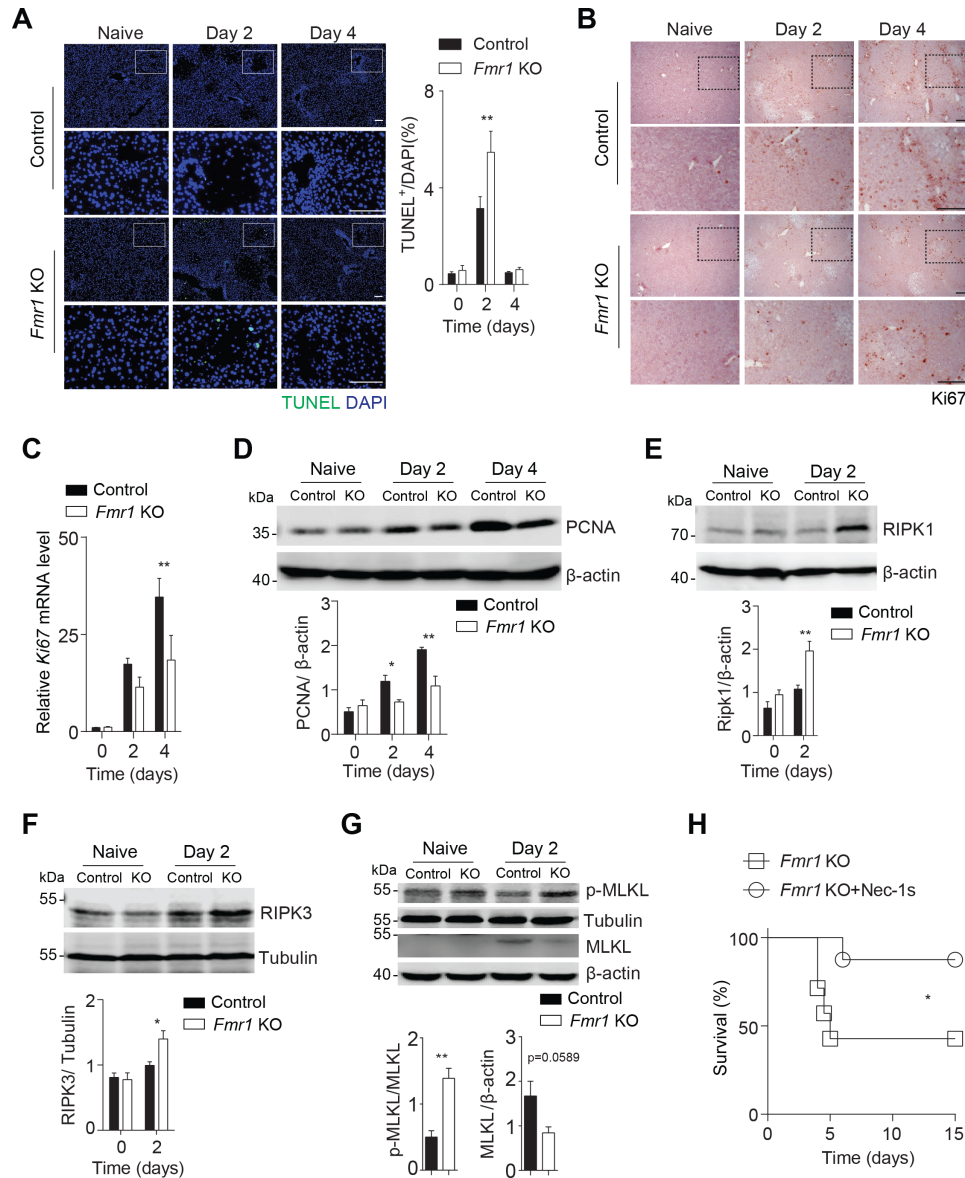 A
Naive
Day 2
Day 4
Control
Fmr1 KO
TUNEL DAPI
Control
Fmr1 KO
TUNEL+/DAPI(%)
8
4
0
**
0 2 4
Time (days)
B
Naive
Day 2
Day 4
Control
Fmr1 KO
Ki67
C
Control
Fmr1 KO
Relative Ki67 mRNA level
50
25
0
**
0 2 4
Time (days)
D
Naive Day 2 Day 4
kDa Control KO Control KO Control KO
35 PCNA
40 β-actin
Control
Fmr1 KO
PCNA/ β-actin
3
2
1
0
*
**
0 2 4
Time (days)
E
Naive Day 2
kDa Control KO Control KO
70 RIPK1
40 β-actin
Control
Fmr1 KO
Ripk1/β-actin
3
2
1
0
**
0 2
Time (days)
F
Naive Day 2
kDa Control KO Control KO
55 RIPK3
55 Tubulin
Control
Fmr1 KO
RIPK3/ Tubulin
2
1
0
*
0 2
Time (days)
G
Naive Day 2
kDa Control KO Control KO
55 p-MLKL
55 Tubulin
55 MLKL
40 β-actin
Control
Fmr1 KO
p-MLKL/MLKL
2
1
0
**
MLKL/β-actin
3
2
1
0
p=0.0589
H
Fmr1 KO
Fmr1 KO+Nec-1s
Survival (%)
100
50
0
*
0 5 10 15
Time (days)